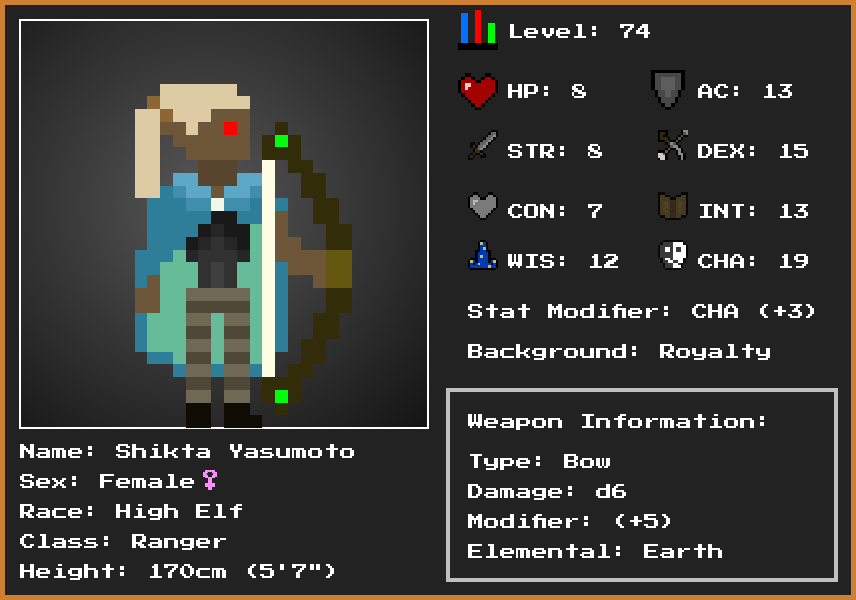 Level: 74
HP: 8
AC: 13
STR: 8
DEX: 15
CON: 7
INT: 13
WIS: 12
CHA: 19
Stat Modifier: CHA (+3)
Background: Royalty
Weapon Information:
Type: Bow
Damage: d6
Modifier: (+5)
Elemental: Earth
Name: Shikta Yasumoto
Sex: Female♀
Race: High Elf
Class: Ranger
Height: 170cm (5'7")